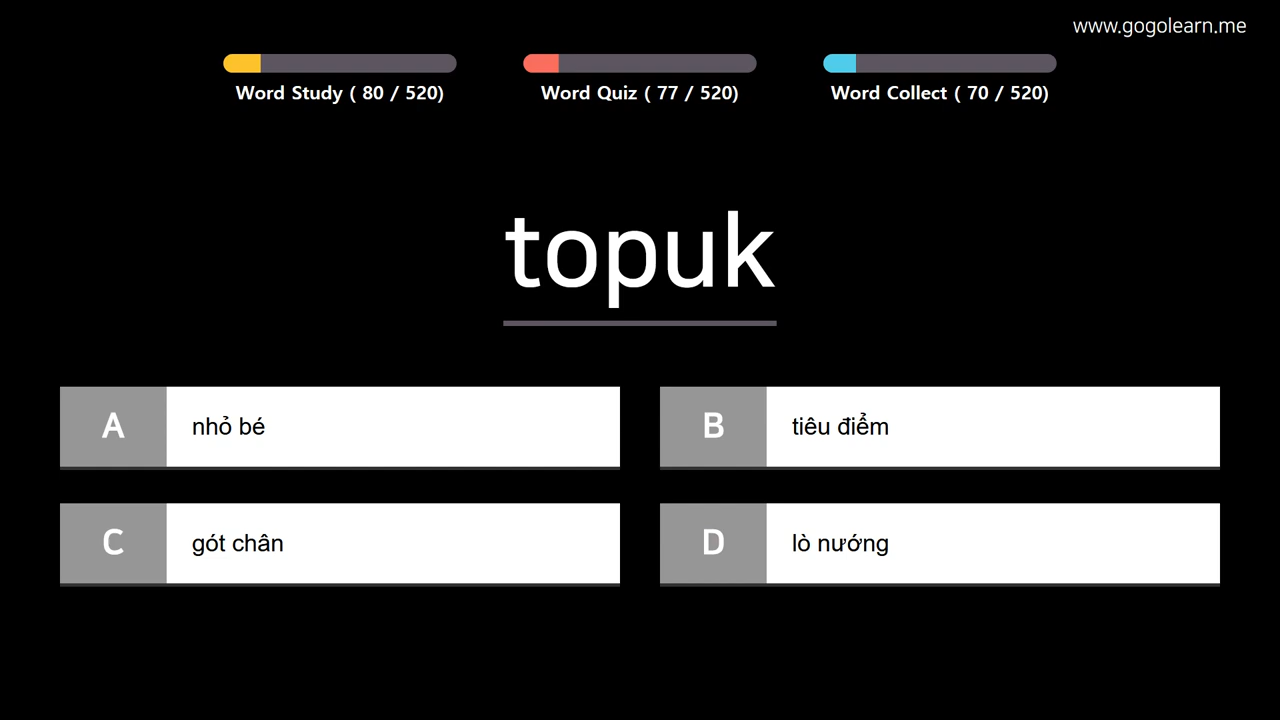 www.gogolearn.me
Word Study ( 80 / 520)
Word Quiz ( 77 / 520)
Word Collect ( 70 / 520)
topuk
A nhỏ bé
B tiêu điểm
C gót chân
D lò nướng